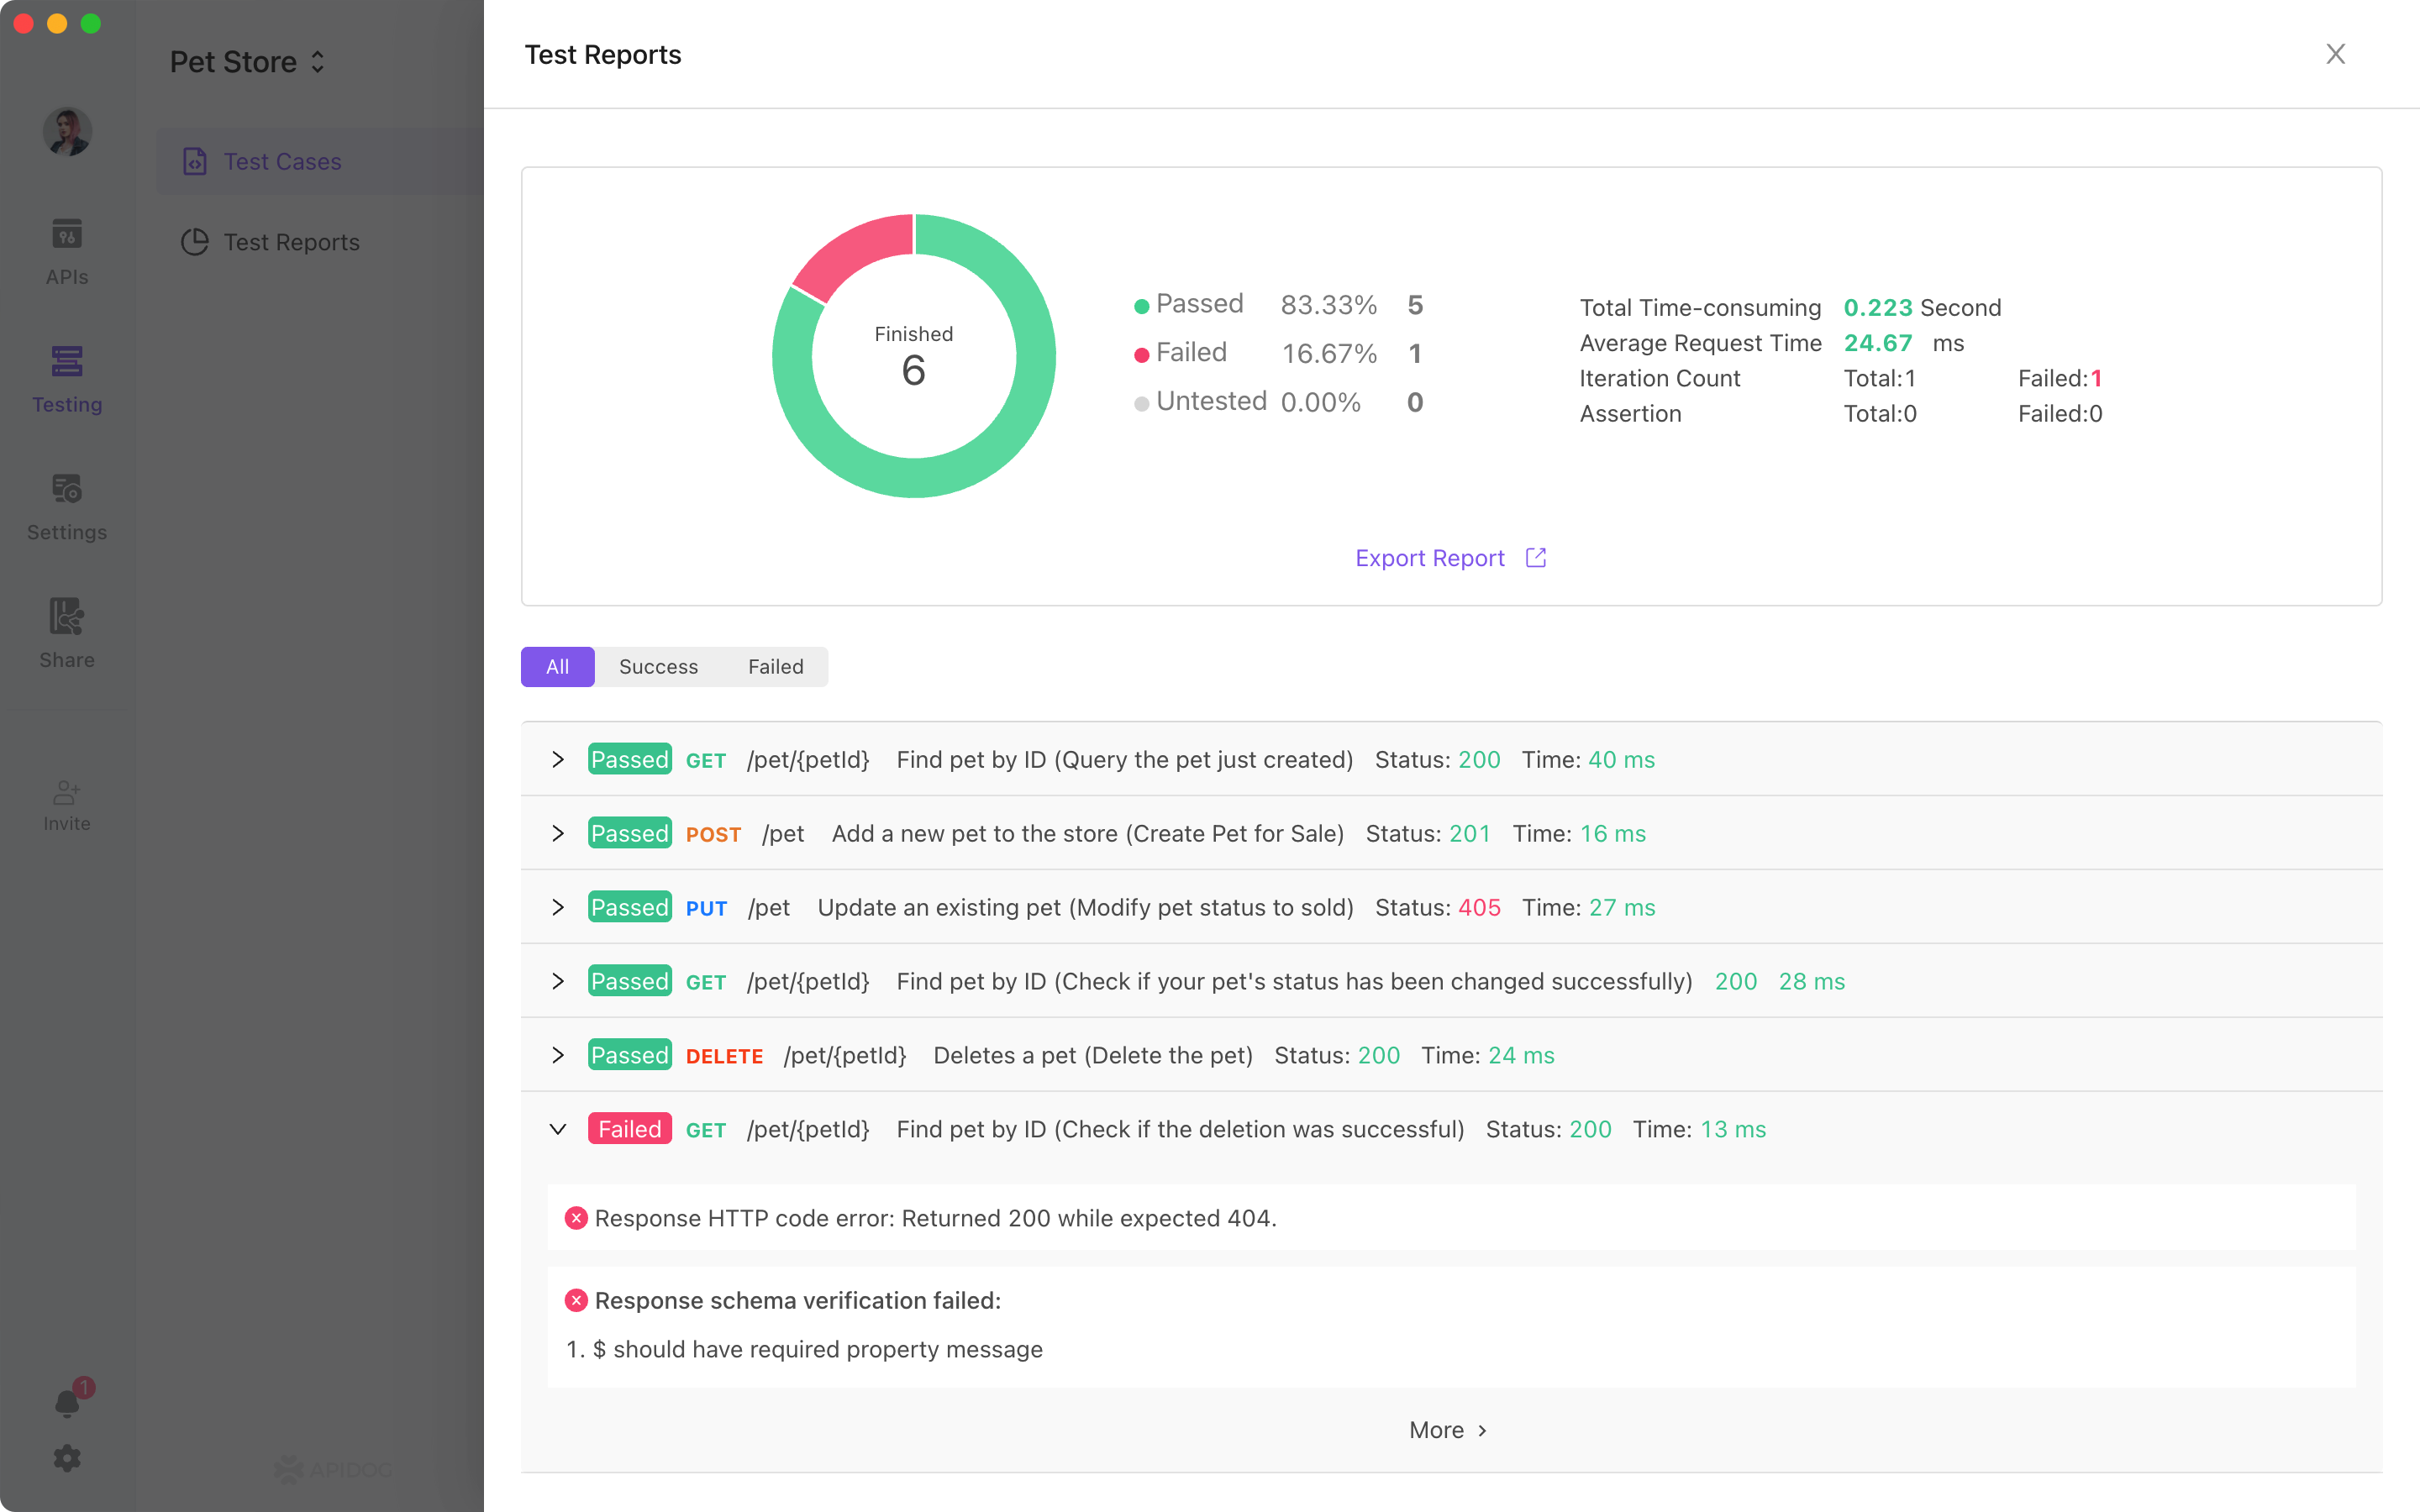 Pet Store
Test Cases
Test Reports
APIs
Testing
Settings
Share
Invite
1
APIDOG
Test Reports
Finished
6
Passed 83.33% 5
Failed 16.67% 1
Untested 0.00% 0
Total Time-consuming 0.223 Second
Average Request Time 24.67 ms
Iteration Count Total:1 Failed:1
Assertion Total:0 Failed:0
Export Report
All Success Failed
Passed GET /pet/{petId} Find pet by ID (Query the pet just created) Status: 200 Time: 40 ms
Passed POST /pet Add a new pet to the store (Create Pet for Sale) Status: 201 Time: 16 ms
Passed PUT /pet Update an existing pet (Modify pet status to sold) Status: 405 Time: 27 ms
Passed GET /pet/{petId} Find pet by ID (Check if your pet's status has been changed successfully) 200 28 ms
Passed DELETE /pet/{petId} Deletes a pet (Delete the pet) Status: 200 Time: 24 ms
Failed GET /pet/{petId} Find pet by ID (Check if the deletion was successful) Status: 200 Time: 13 ms
Response HTTP code error: Returned 200 while expected 404.
Response schema verification failed:
1. $ should have required property message
More